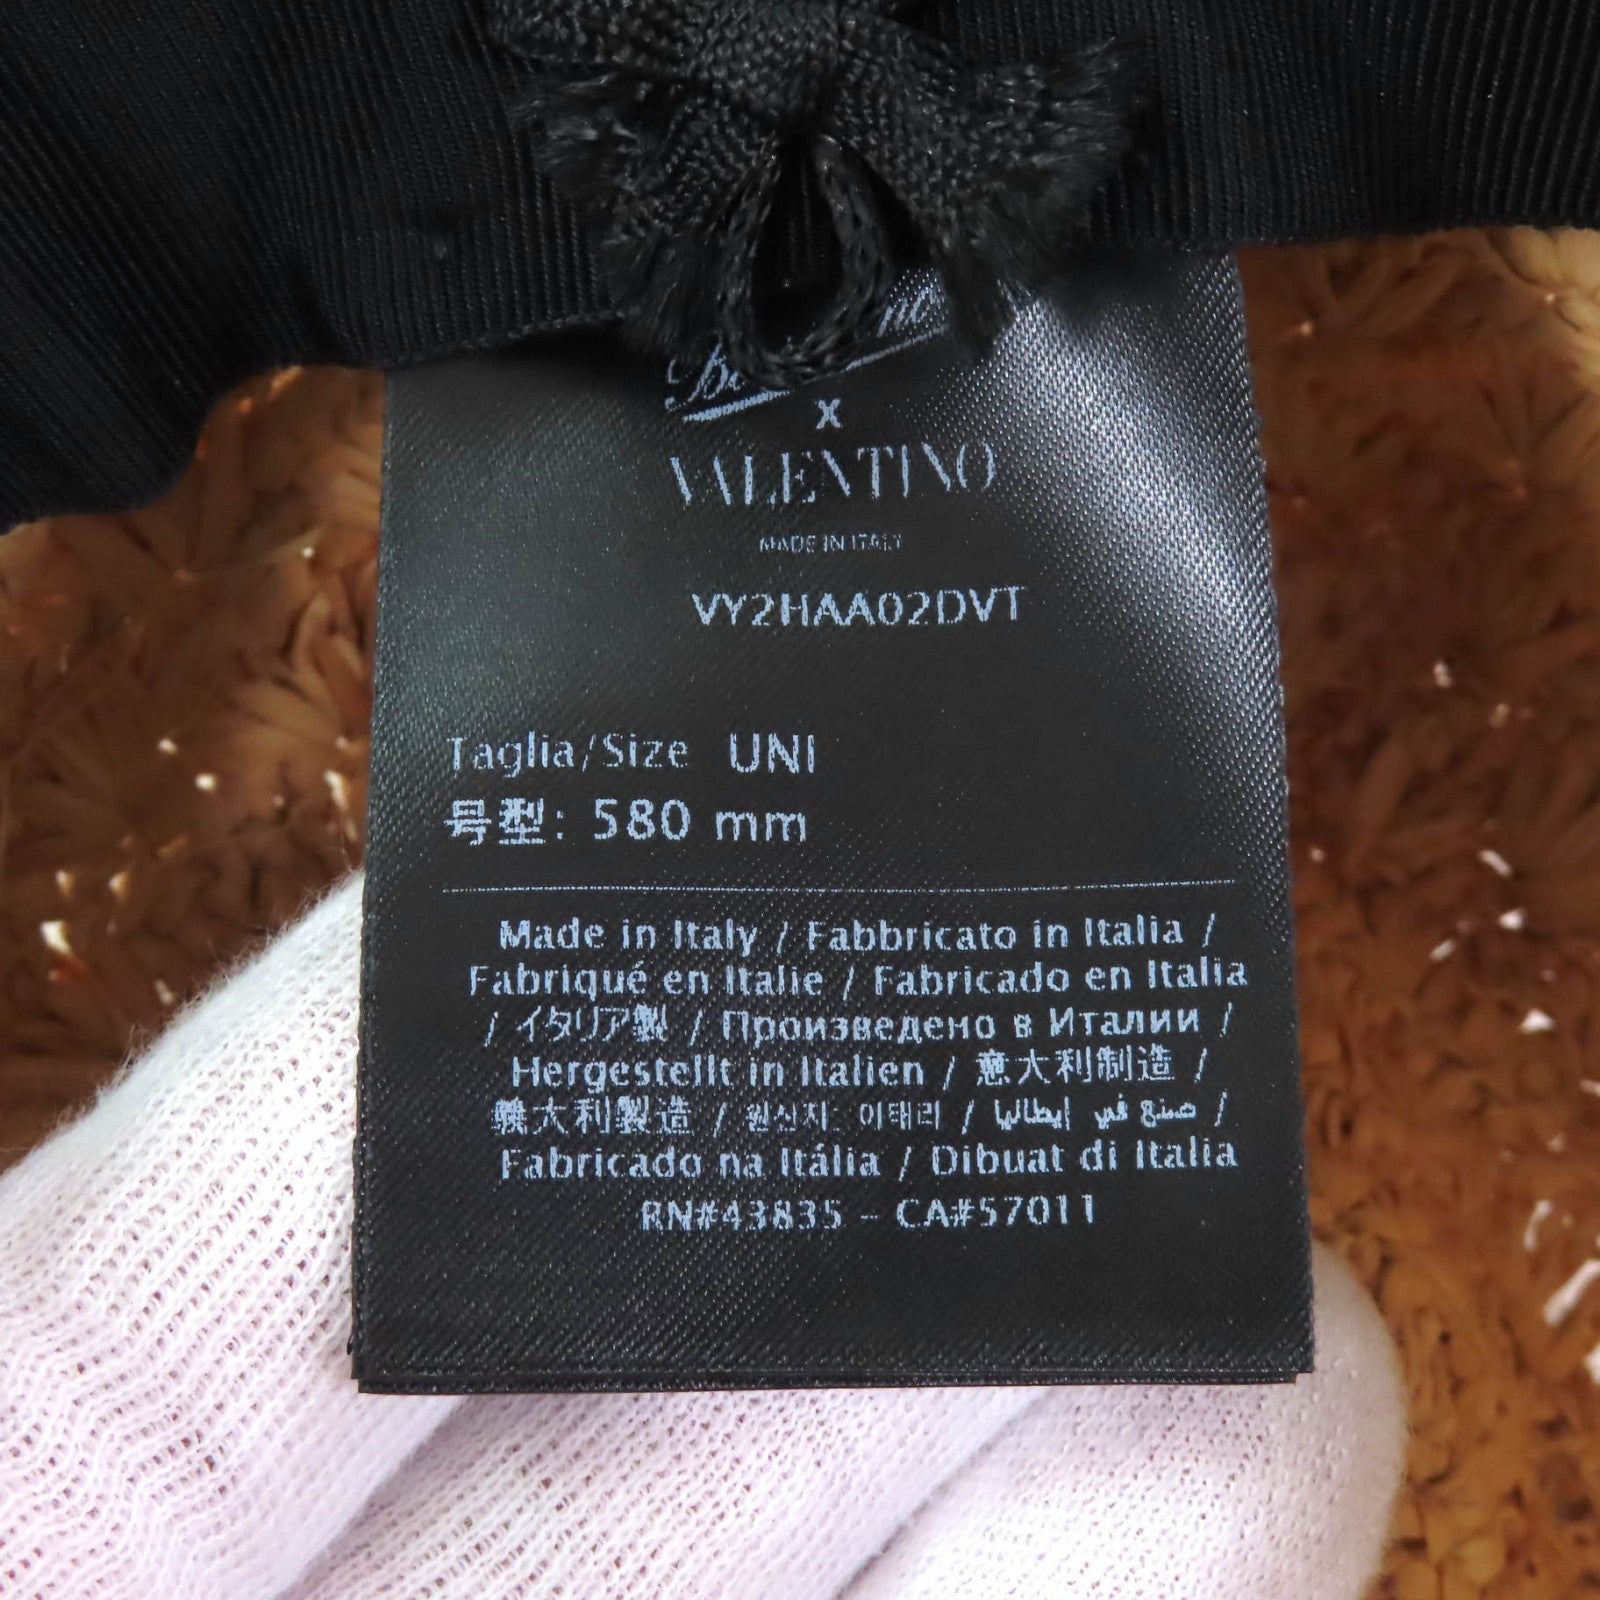 X
VALENTINO
MADE IN ITALY
VY2HAA02DVT
Taglia/Size UNI
号型: 580 mm
Made in Italy / Fabbricato in Italia /
Fabriqué en Italie / Fabricado en Italia
/ イタリア製 / Произведено в Италии /
Hergestellt in Italien / 意大利制造 /
義大利製造 / 원산지: 이태리 / صنع في إيطاليا /
Fabricado na Itália / Dibuat di Italia
RN#43835 - CA#57011